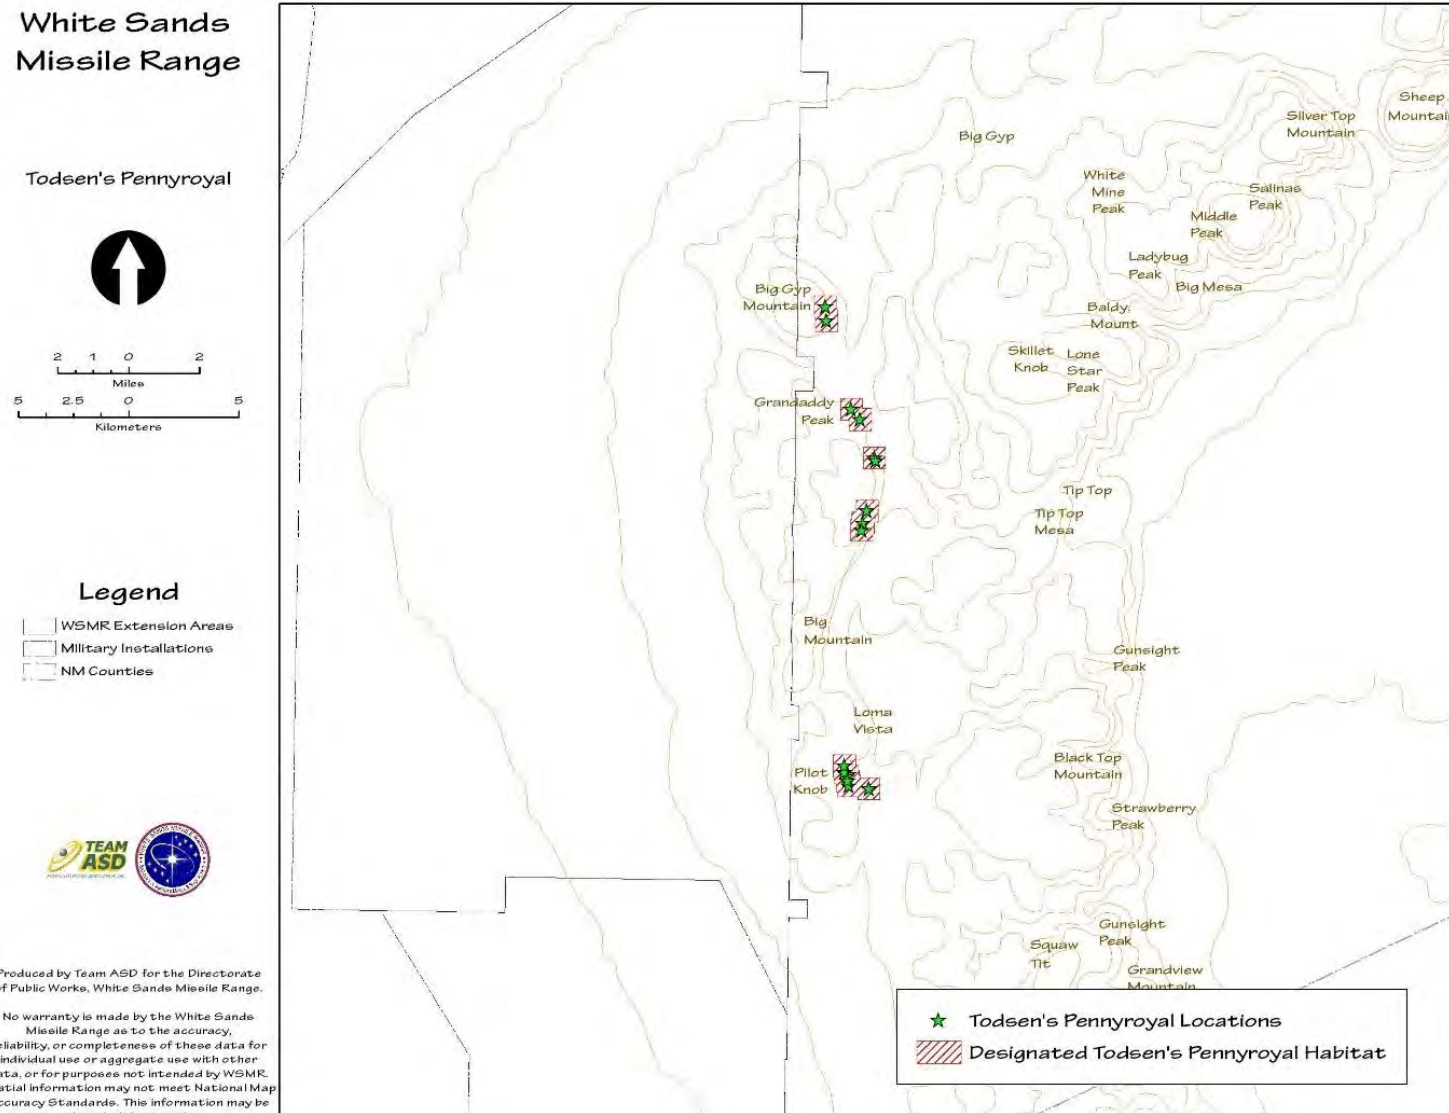 White Sands
Missile Range
Todsen's Pennyroyal
2 1 0 2
Miles
5 2.5 0 5
Kilometers
Legend
WSMR Extension Areas
Military Installations
NM Counties
TEAM
ASD
Produced by Team ASD for the Directorate
of Public Works, White Sands Missile Range.
No warranty is made by the White Sands
Missile Range as to the accuracy,
eliability, or completeness of these data for
individual use or aggregate use with other
ata, or for purposes not intended by WSMR.
atial information may not meet National Map
ccuracy Standards. This information may be
Big Gyp
Silver Top
Mountain
Sheep
Mountai
White
Mine
Peak
Salinas
Peak
Middle
Peak
Ladybug
Peak
Big Mesa
Big Gyp
Mountain
Baldy
Mount
Skillet
Knob
Lone
Star
Peak
Grandaddy
Peak
Tip Top
Tip Top
Mesa
Big
Mountain
Gunsight
Peak
Loma
Vista
Black Top
Mountain
Pilot
Knob
Strawberry
Peak
Gunsight
Peak
Squaw
Tit
Grandview
Mountain
Todsen's Pennyroyal Locations
Designated Todsen's Pennyroyal Habitat